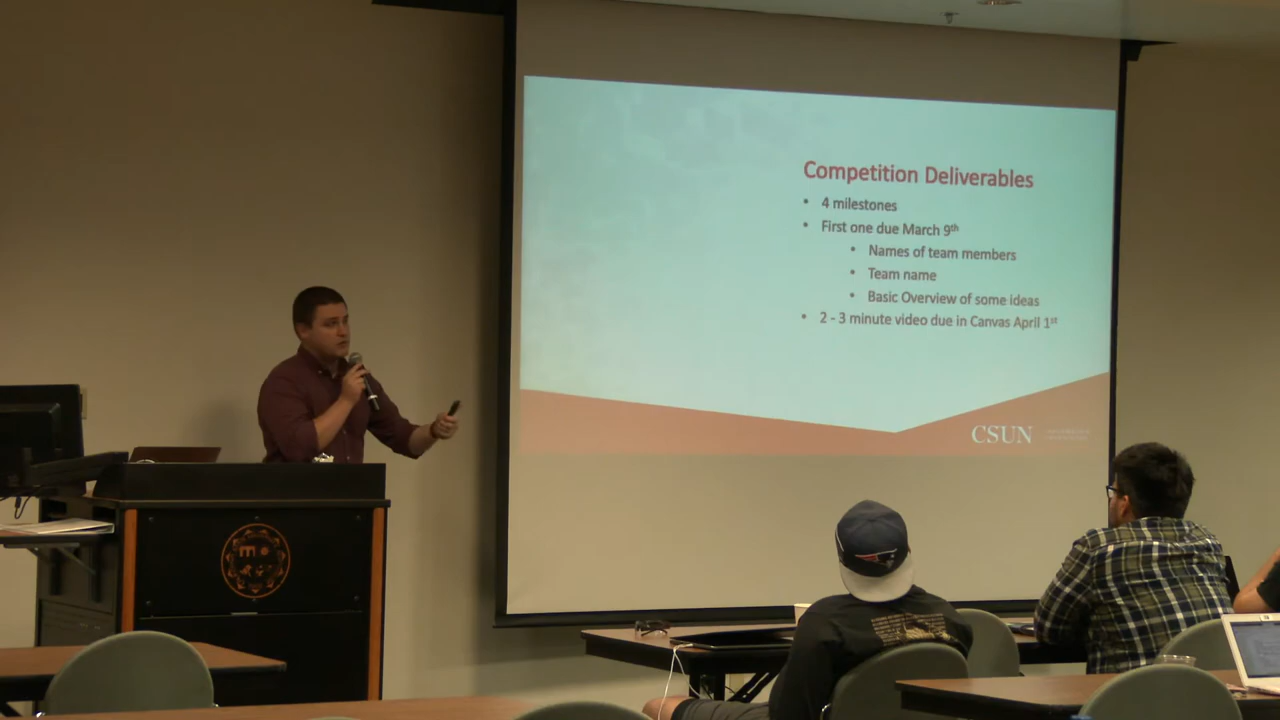 Competition Deliverables
• 4 milestones
• First one due March 9th
• Names of team members
• Team name
• Basic Overview of some ideas
• 2 - 3 minute video due in Canvas April 1st
CSUN